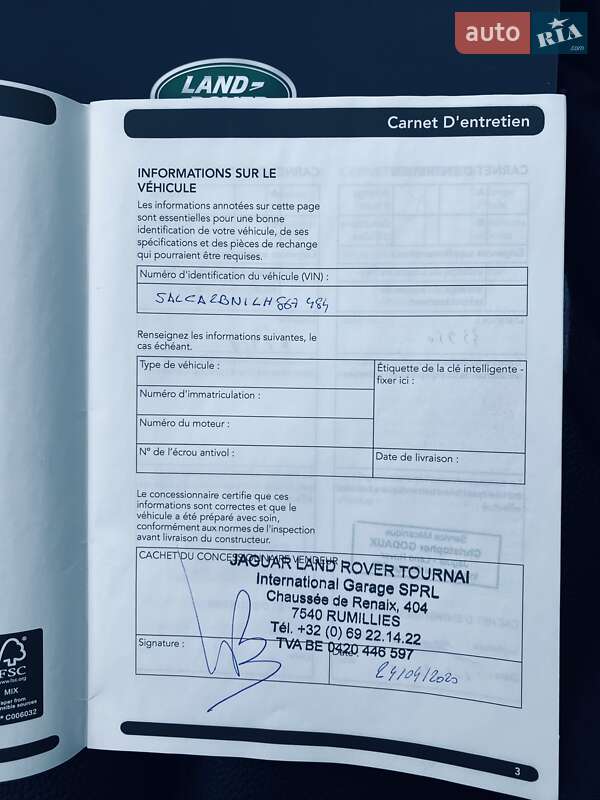 auto RIA .com
LAND-
ROVER
Carnet D'entretien
INFORMATIONS SUR LE
VÉHICULE
Les informations annotées sur cette page
sont essentielles pour une bonne
identification de votre véhicule, de ses
spécifications et des pièces de rechange
qui pourraient être requises.
Numéro d'identification du véhicule (VIN) :
SALCA2BN1LH867484
Renseignez les informations suivantes, le
cas échéant.
Type de véhicule :
Étiquette de la clé intelligente -
fixer ici :
Numéro d'immatriculation :
Numéro du moteur :
N° de l'écrou antivol :
Date de livraison :
Le concessionnaire certifie que ces
informations sont correctes et que le
véhicule a été préparé avec soin,
conformément aux normes de l'inspection
avant livraison du constructeur.
CACHET DU CONCESSIONNAIRE VENDEUR
JAGUAR LAND ROVER TOURNAI
International Garage SPRL
Chaussée de Renaix, 404
7540 RUMILLIES
Tél. +32 (0) 69 22.14.22
TVA BE 0420 446 597
Signature :
Date :
24/04/2020
FSC
www.fsc.org
MIX
C006032
3